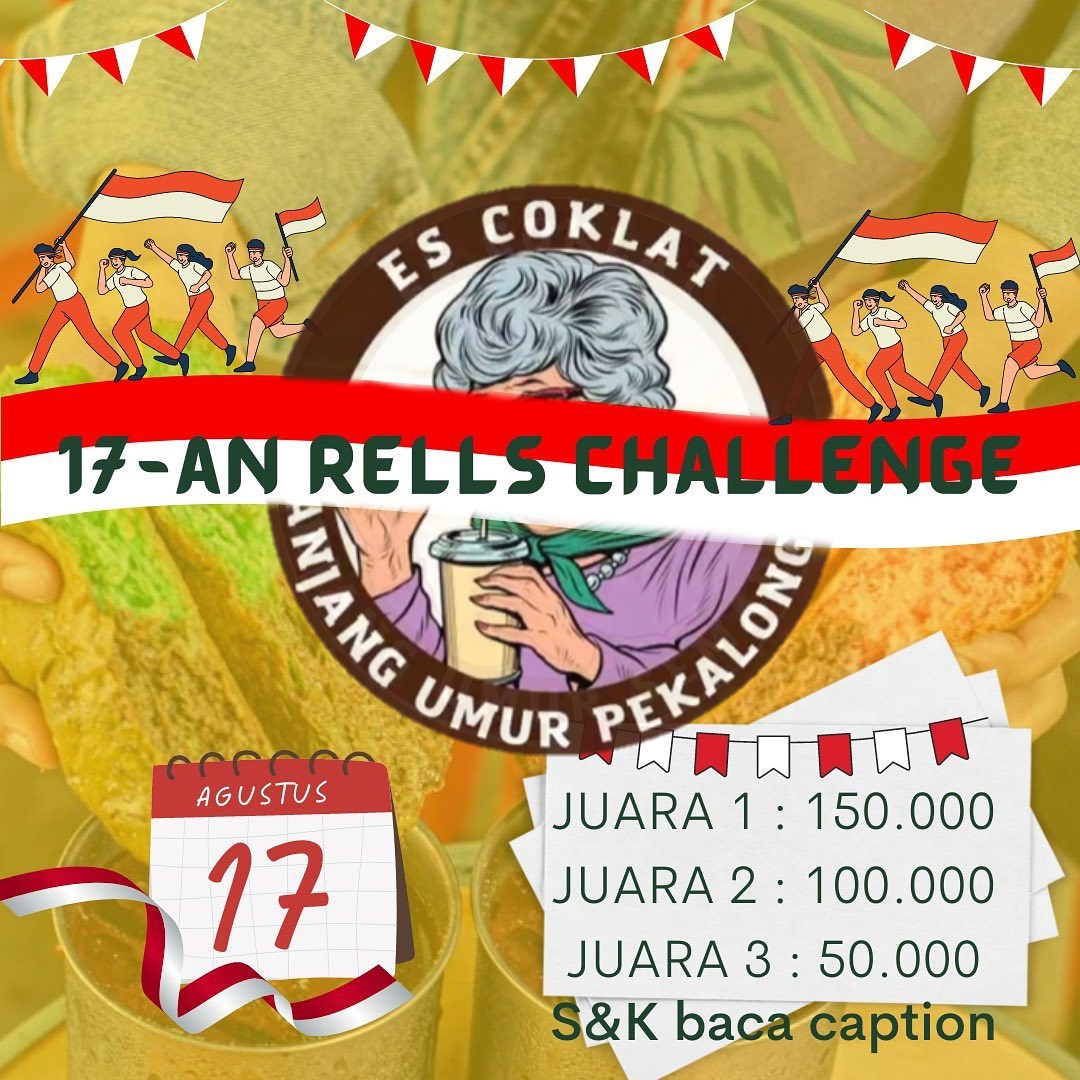 ES COKLAT
17-AN RELLS CHALLENGE
ANJANG UMUR PEKALONG
AGUSTUS
17
JUARA 1 : 150.000
JUARA 2 : 100.000
JUARA 3 : 50.000
S&K baca caption